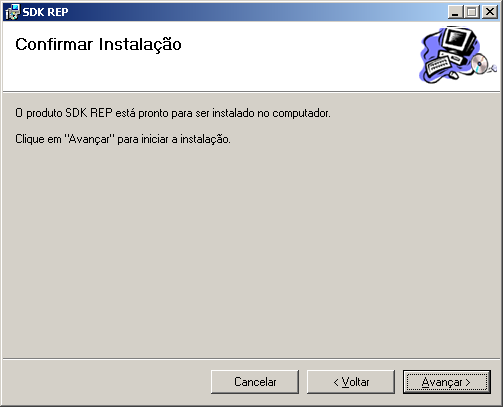 SDK REP
Confirmar Instalação
O produto SDK REP está pronto para ser instalado no computador.
Clique em "Avançar" para iniciar a instalação.
Cancelar
< Voltar
Avançar >